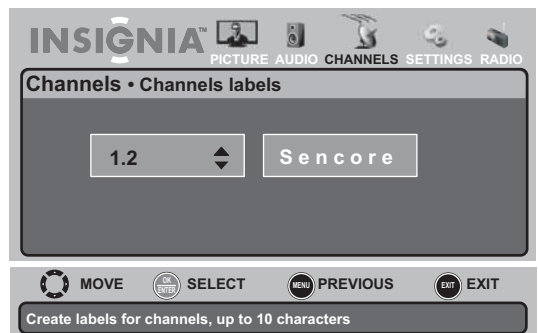 INSIGNIA™
PICTURE AUDIO CHANNELS SETTINGS RADIO
Channels • Channels labels
1.2 Sencore
MOVE OK ENTER SELECT MENU PREVIOUS EXIT EXIT
Create labels for channels, up to 10 characters